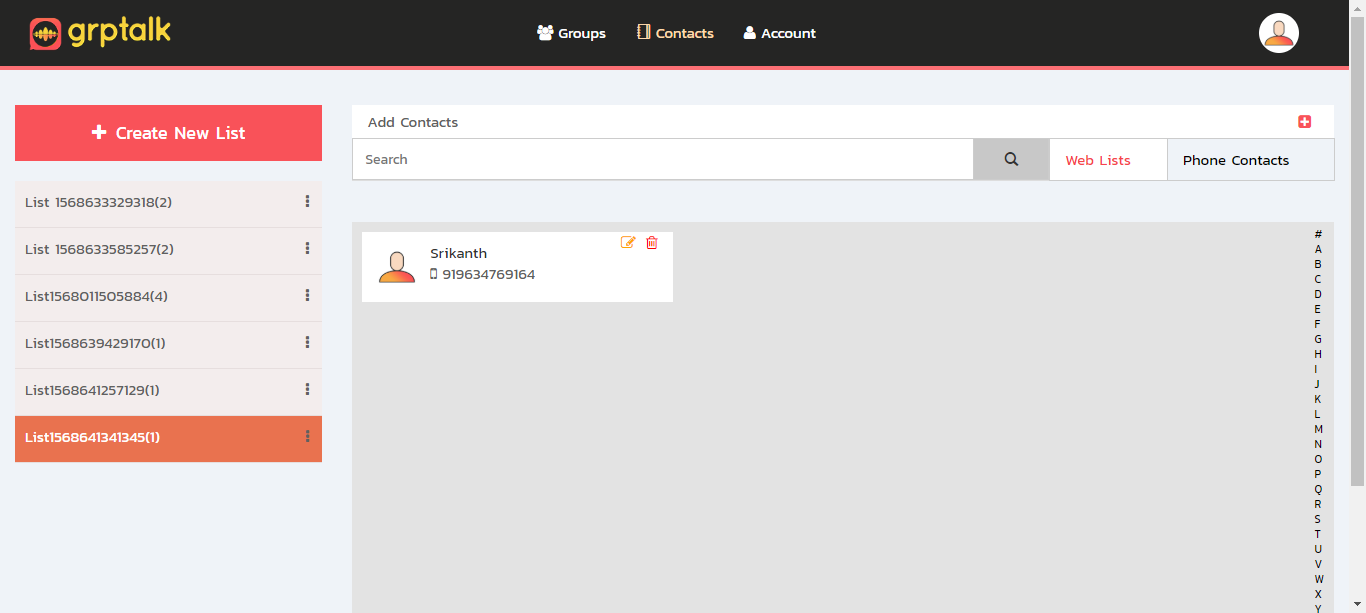 grptalk
Groups
Contacts
Account
Create New List
List 1568633329318(2)
List 1568633585257(2)
List1568011505884(4)
List1568639429170(1)
List1568641257129(1)
List1568641341345(1)
Add Contacts
Search
Web Lists
Phone Contacts
Srikanth
919634769164
#
A
B
C
D
E
F
G
H
I
J
K
L
M
N
O
P
Q
R
S
T
U
V
W
X
Y